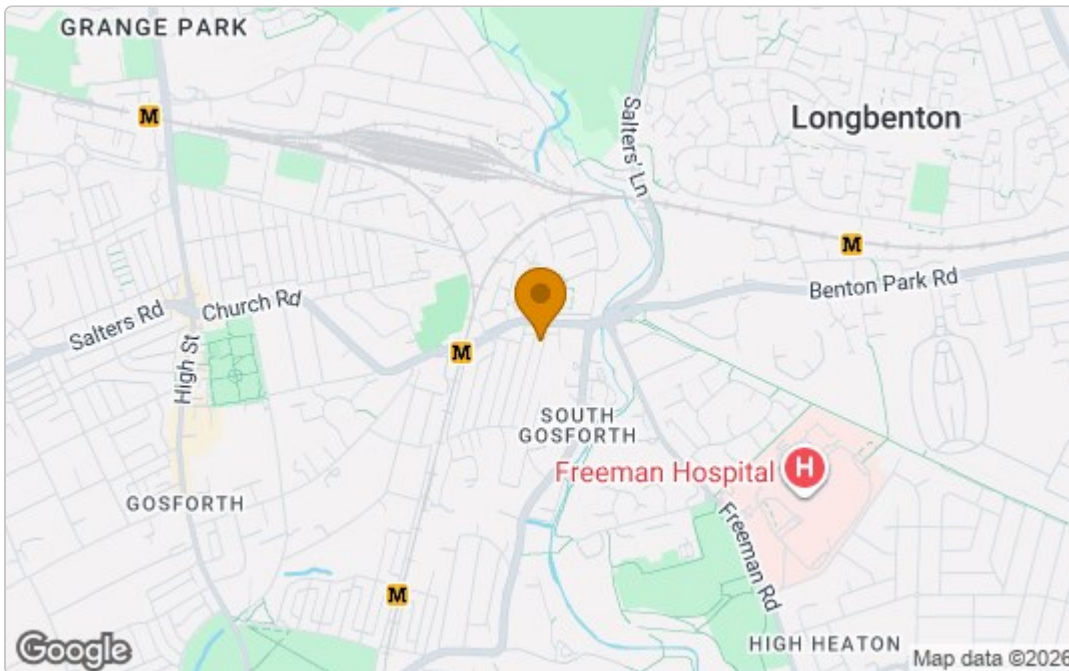 GRANGE PARK
M
Salters' Ln
Longbenton
M
Benton Park Rd
Church Rd
Salters Rd
High St
M
SOUTH
GOSFORTH
Freeman Hospital
H
GOSFORTH
Freeman Rd
M
HIGH HEATON
Google
Map data ©2026